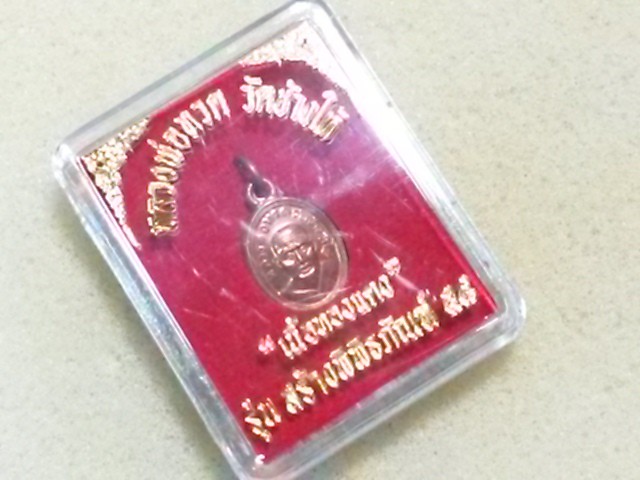 หลวงพ่อทวด วัดช้างให้
"เนื้อทองแดง"
รุ่น สร้างพิพิธภัณฑ์ ๕๕